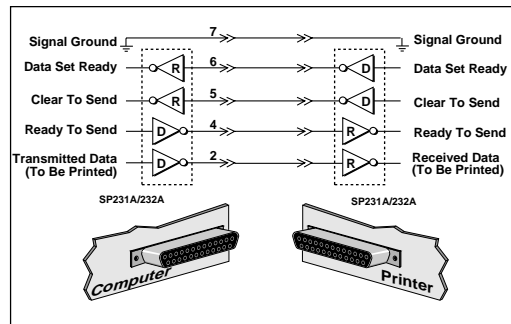 Signal Ground 7 Signal Ground
Data Set Ready R 6 D Data Set Ready
Clear To Send R 5 D Clear To Send
Ready To Send D 4 R Ready To Send
Transmitted Data D 2 R Received Data
(To Be Printed) (To Be Printed)
SP231A/232A SP231A/232A
Computer Printer